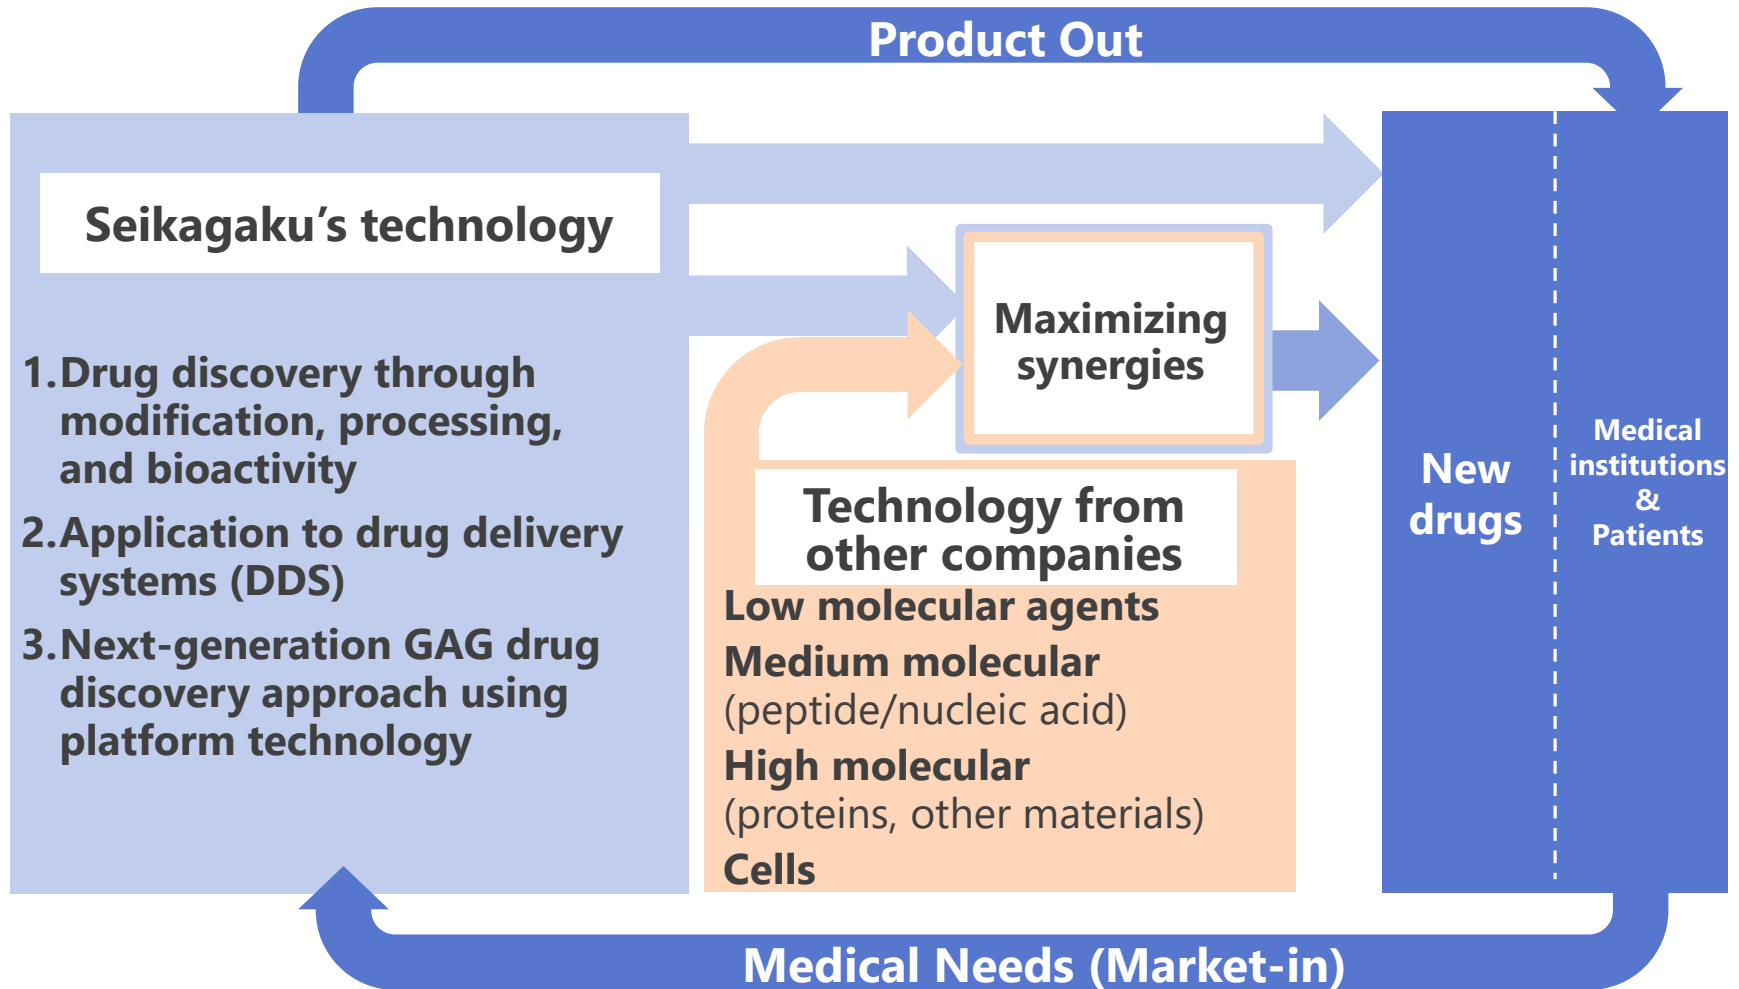 Product Out
Seikagaku’s technology
1.Drug discovery through
modification, processing,
and bioactivity
2.Application to drug delivery
systems (DDS)
3.Next-generation GAG drug
discovery approach using
platform technology
Maximizing
synergies
Technology from
other companies
Low molecular agents
Medium molecular
(peptide/nucleic acid)
High molecular
(proteins, other materials)
Cells
New
drugs
Medical
institutions
&
Patients
Medical Needs (Market-in)